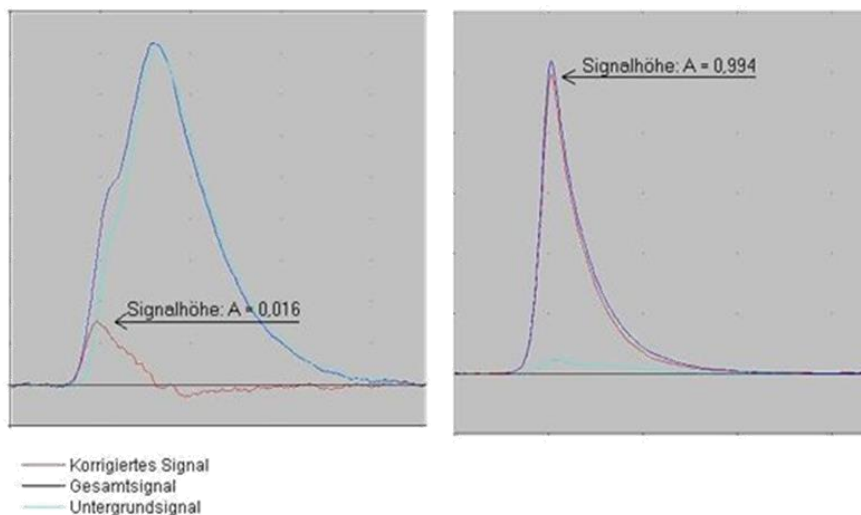 Signalhöhe: A = 0,016
Signalhöhe: A = 0,994
Korrigiertes Signal
Gesamtsignal
Untergrundsignal